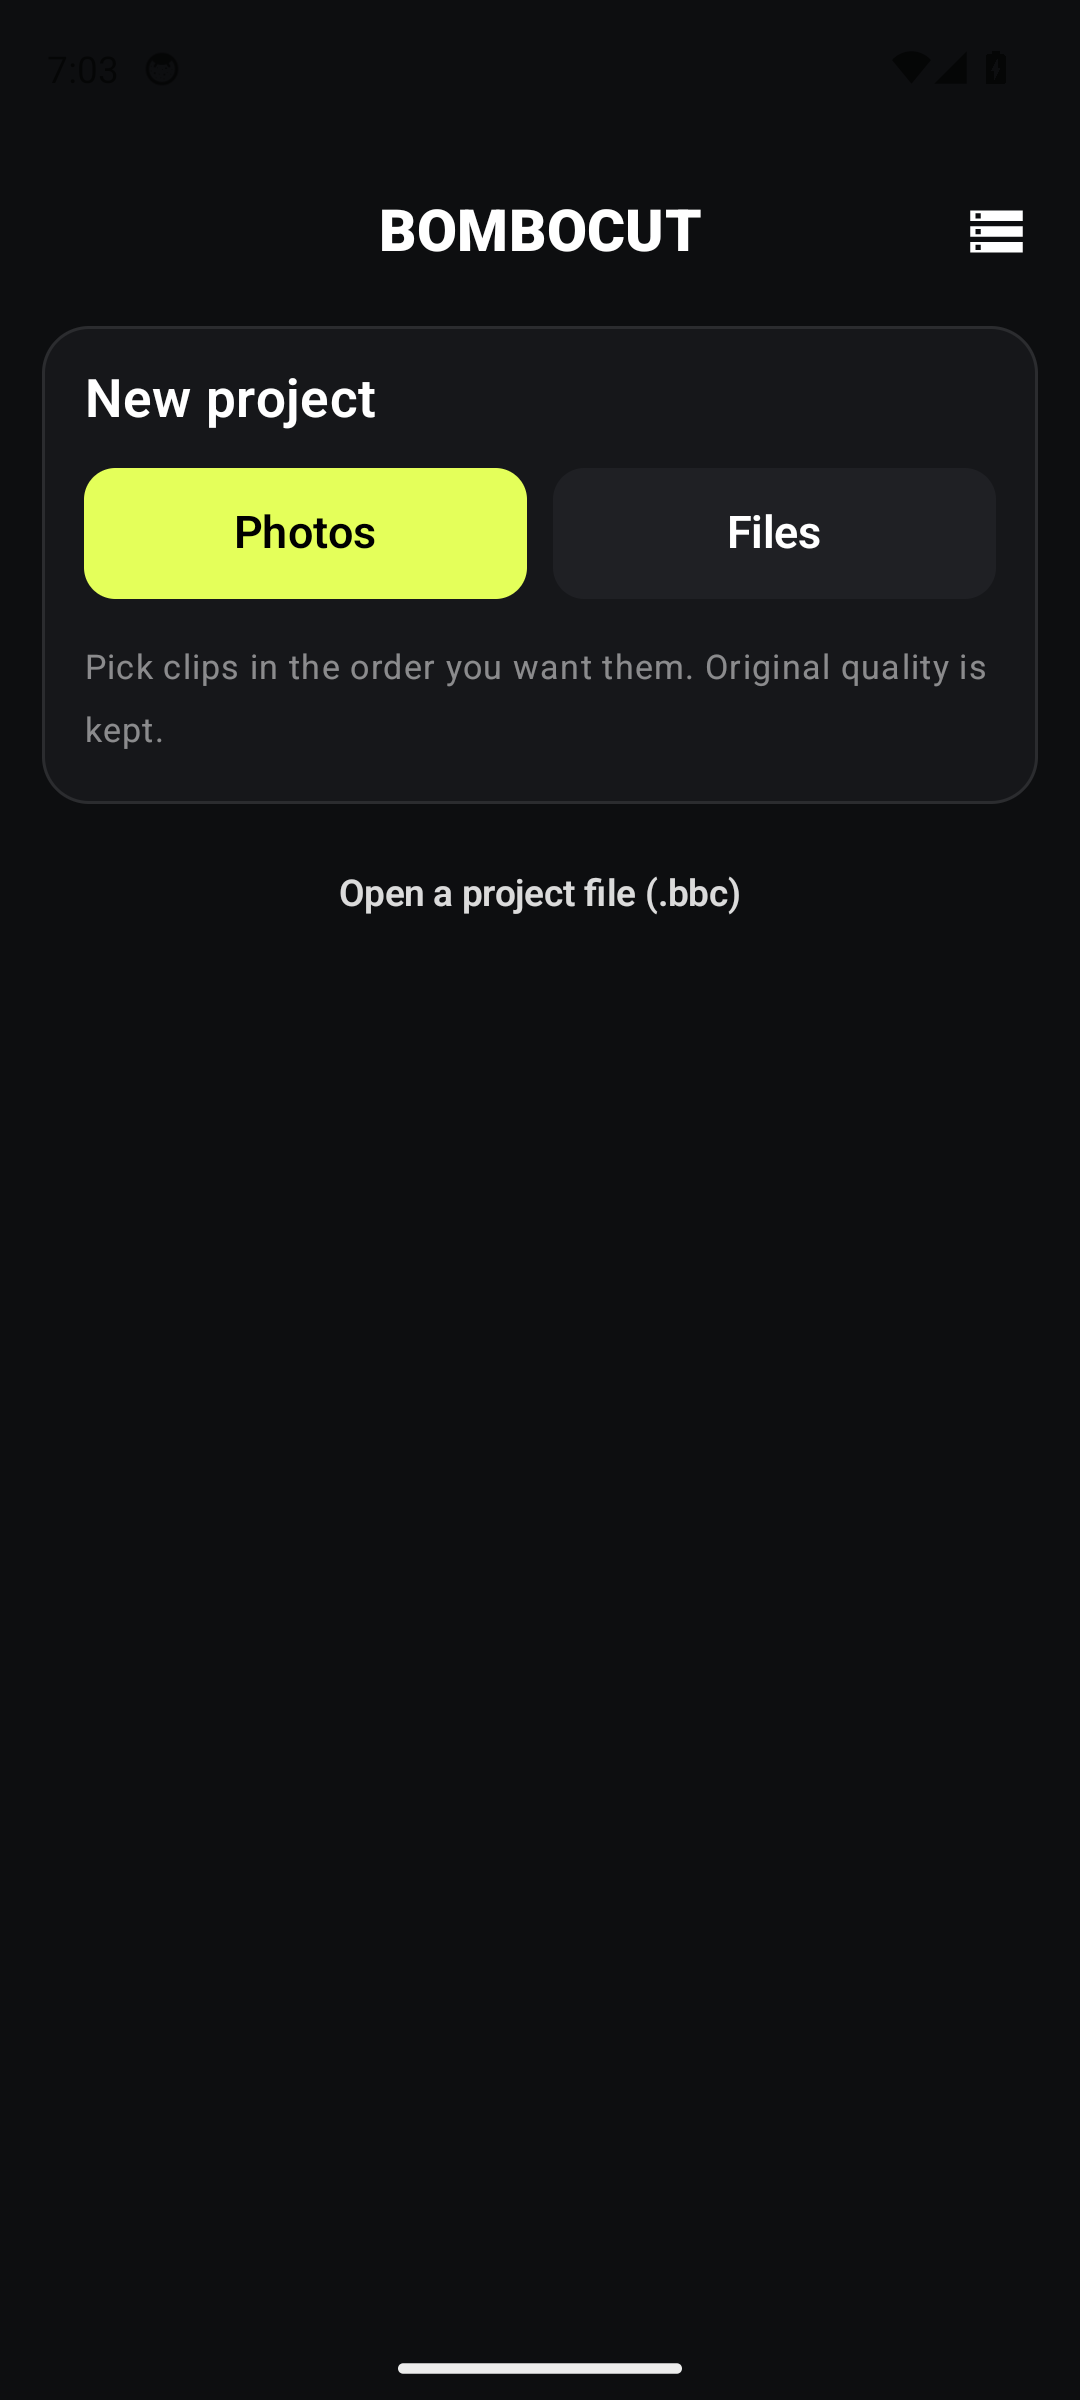 7:03
BOMBOCUT
New project
Photos
Files
Pick clips in the order you want them. Original quality is
kept.
Open a project file (.bbc)